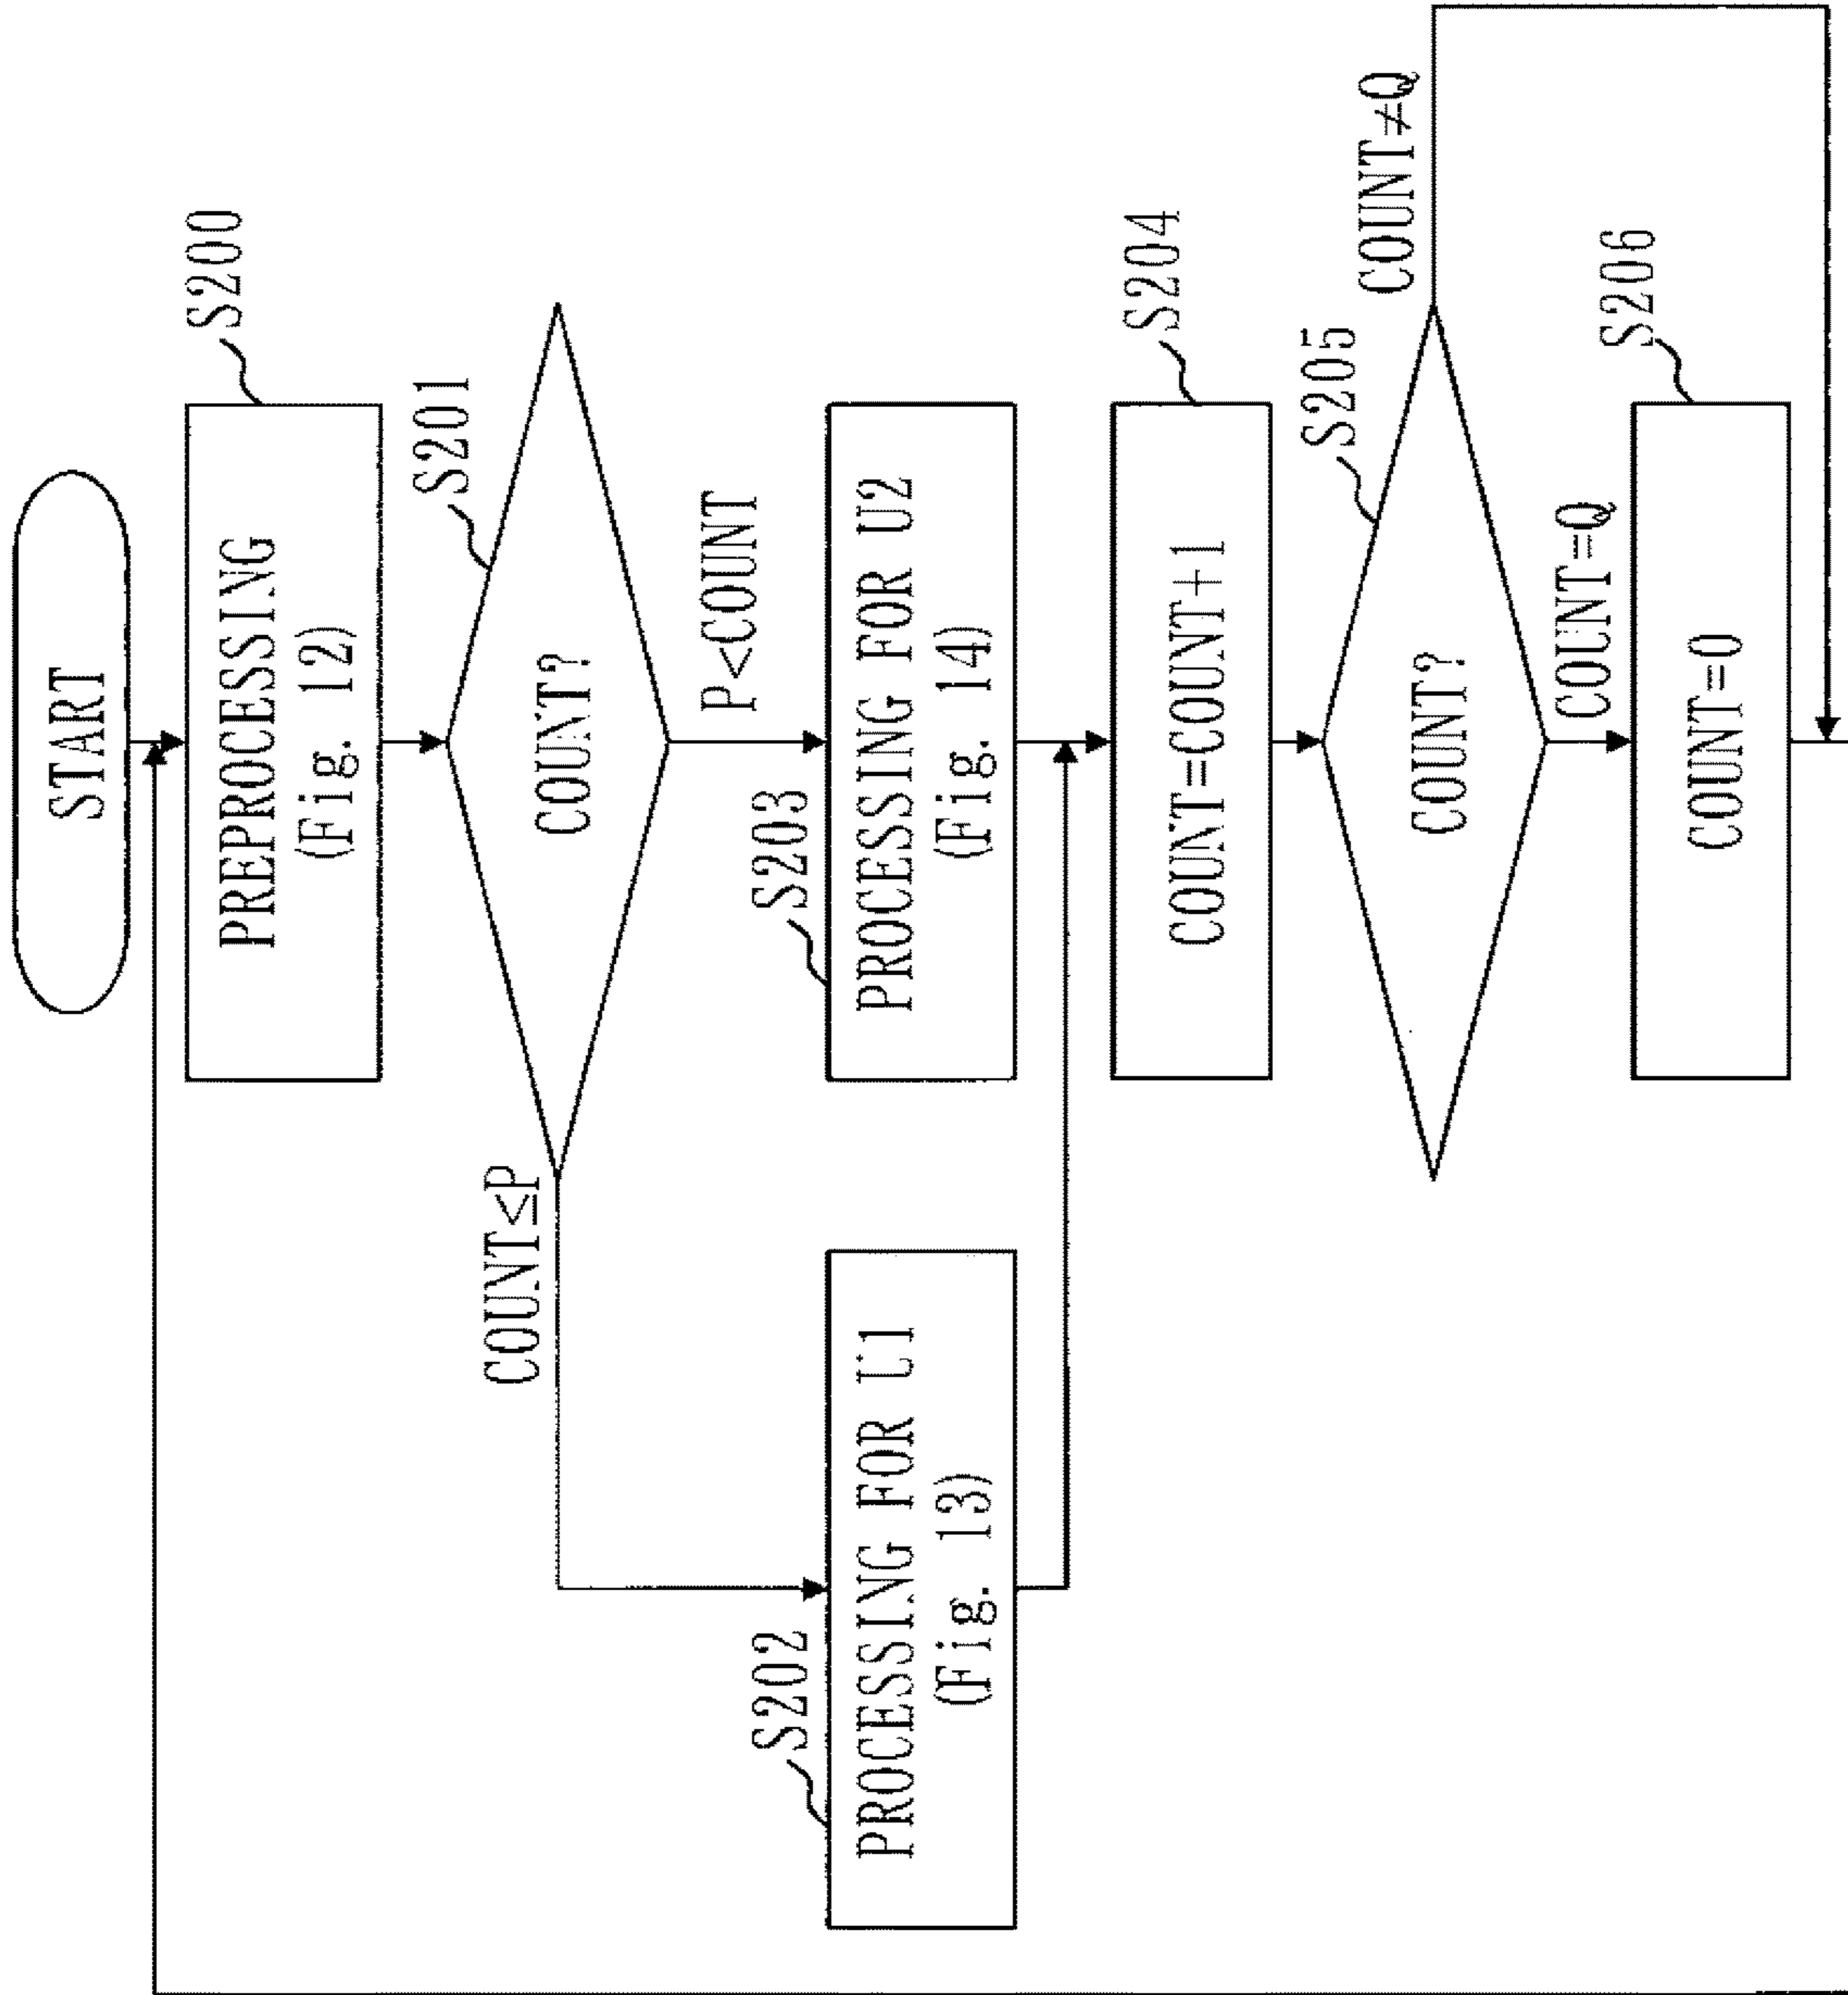 START
S200
PREPROCESSING
(Fig. 12)
S201
COUNT?
COUNT≤P
P<COUNT
S202
PROCESSING FOR U1
(Fig. 13)
S203
PROCESSING FOR U2
(Fig. 14)
S204
COUNT=COUNT+1
S205
COUNT?
COUNT≠Q
COUNT=Q
S206
COUNT=0